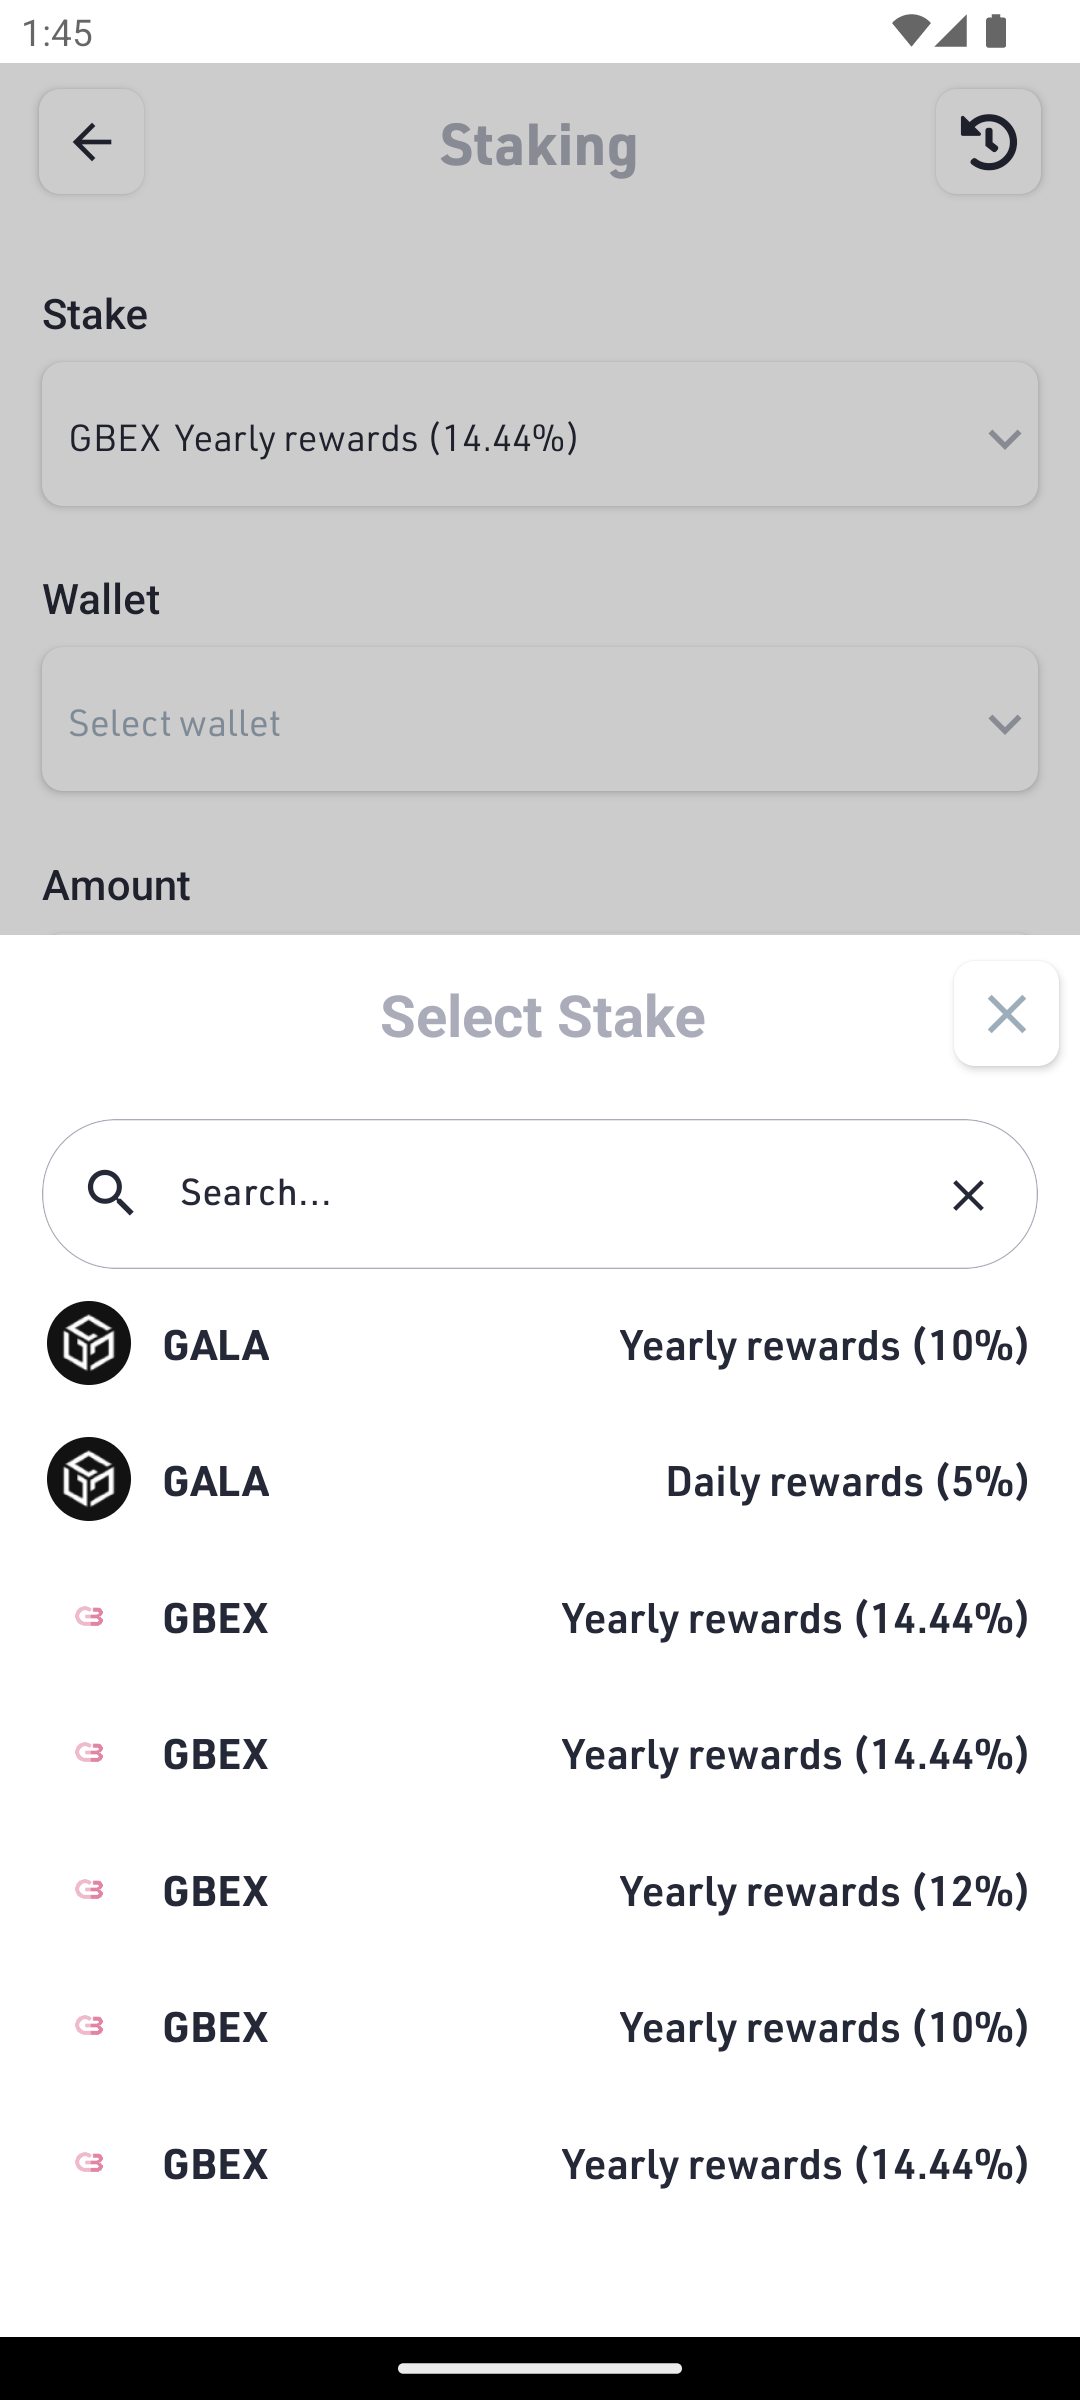 1:45
Staking
Stake
GBEX Yearly rewards (14.44%)
Wallet
Select wallet
Amount
Select Stake
Search...
GALA Yearly rewards (10%)
GALA Daily rewards (5%)
GBEX Yearly rewards (14.44%)
GBEX Yearly rewards (14.44%)
GBEX Yearly rewards (12%)
GBEX Yearly rewards (10%)
GBEX Yearly rewards (14.44%)